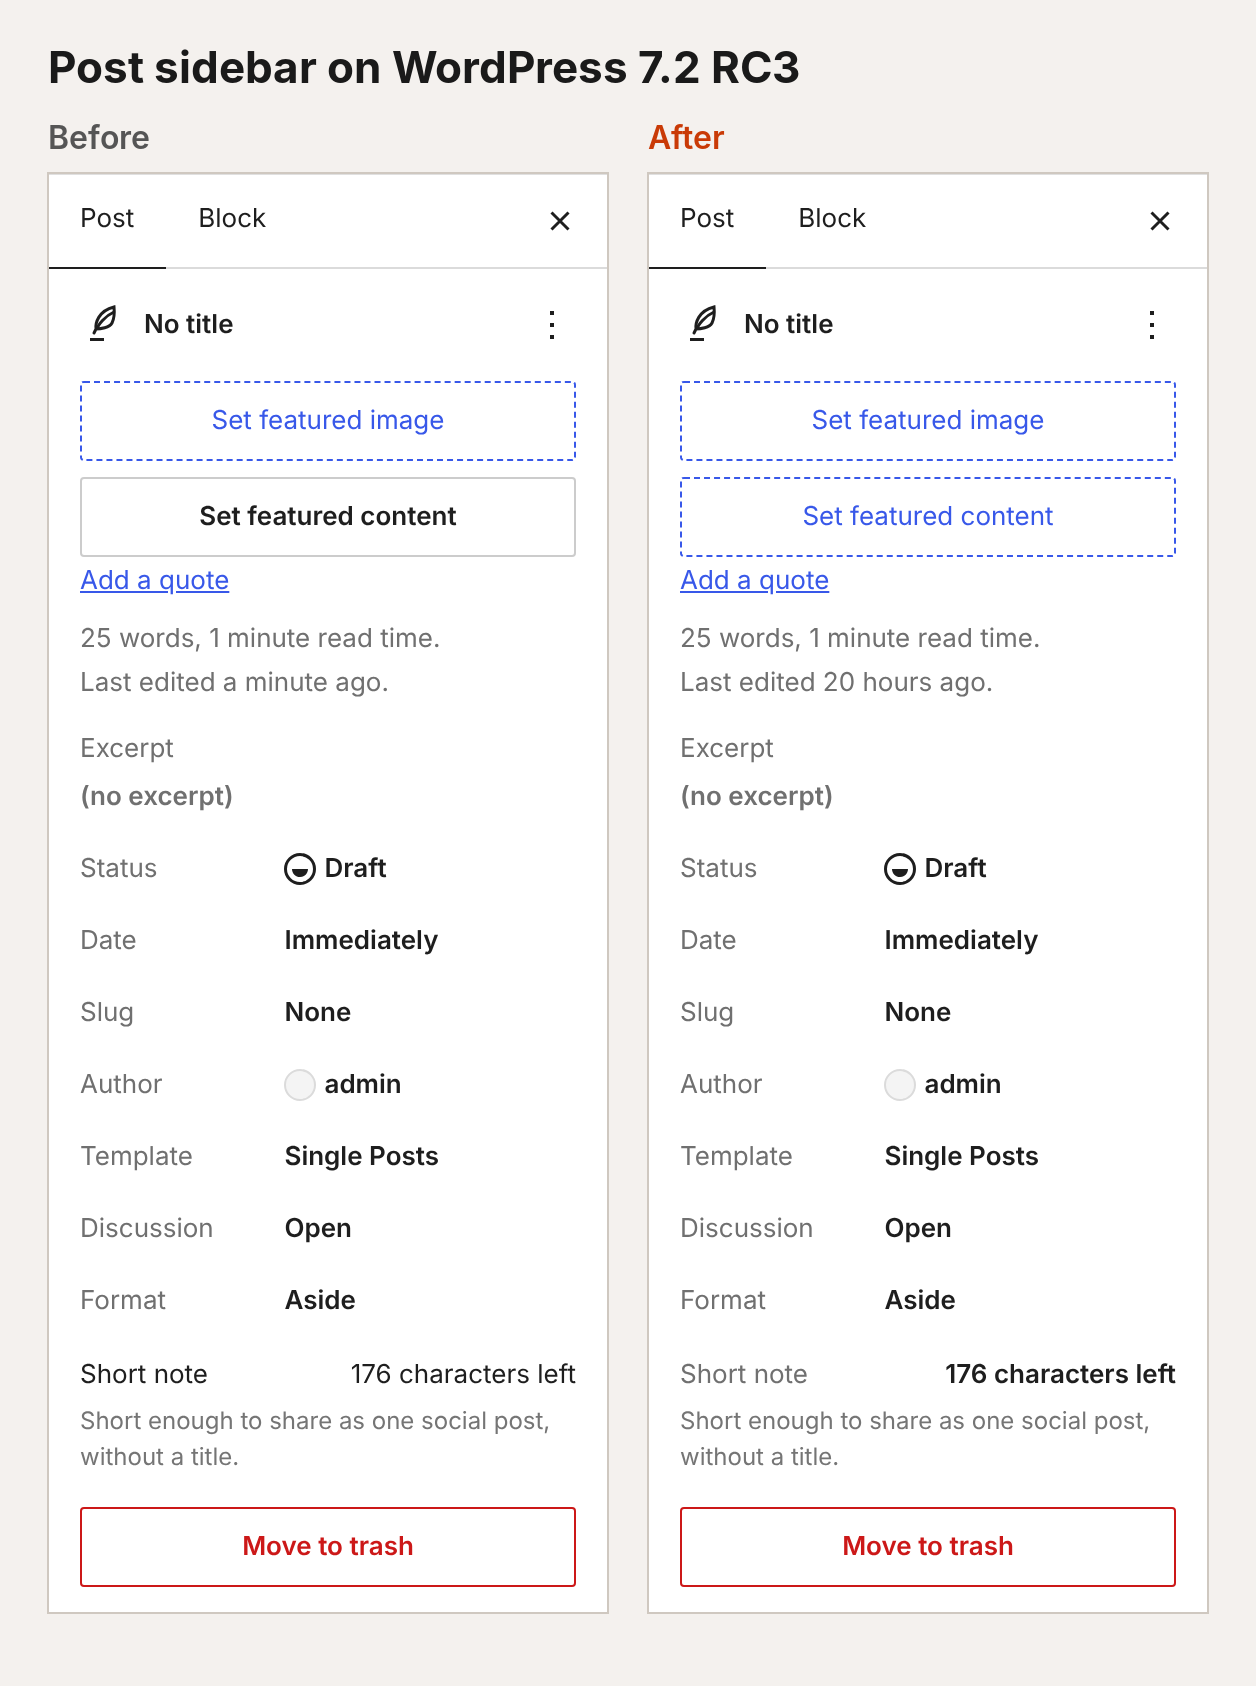 Post sidebar on WordPress 7.2 RC3
Before
Post Block
No title
Set featured image
Set featured content
Add a quote
25 words, 1 minute read time.
Last edited a minute ago.
Excerpt
(no excerpt)
Status Draft
Date Immediately
Slug None
Author admin
Template Single Posts
Discussion Open
Format Aside
Short note 176 characters left
Short enough to share as one social post,
without a title.
Move to trash
After
Post Block
No title
Set featured image
Set featured content
Add a quote
25 words, 1 minute read time.
Last edited 20 hours ago.
Excerpt
(no excerpt)
Status Draft
Date Immediately
Slug None
Author admin
Template Single Posts
Discussion Open
Format Aside
Short note 176 characters left
Short enough to share as one social post,
without a title.
Move to trash